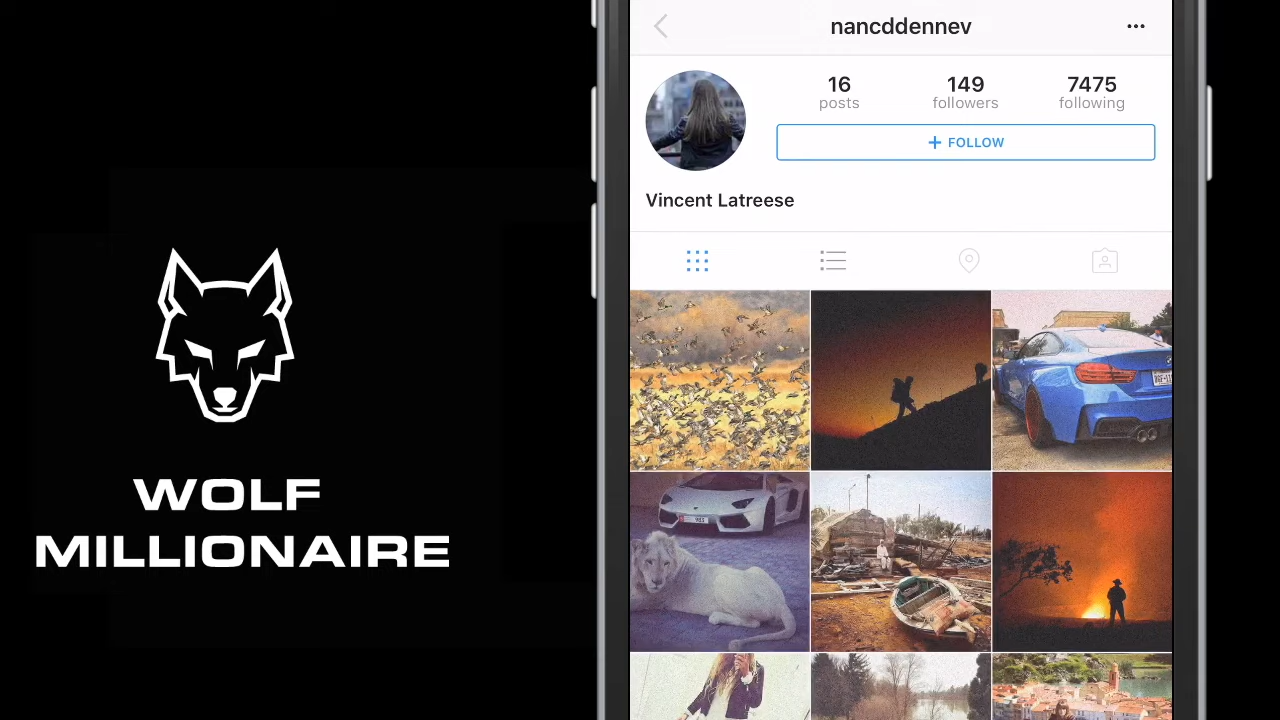 WOLF
MILLIONAIRE
nancddennev
16 149 7475
posts followers following
+ FOLLOW
Vincent Latreese